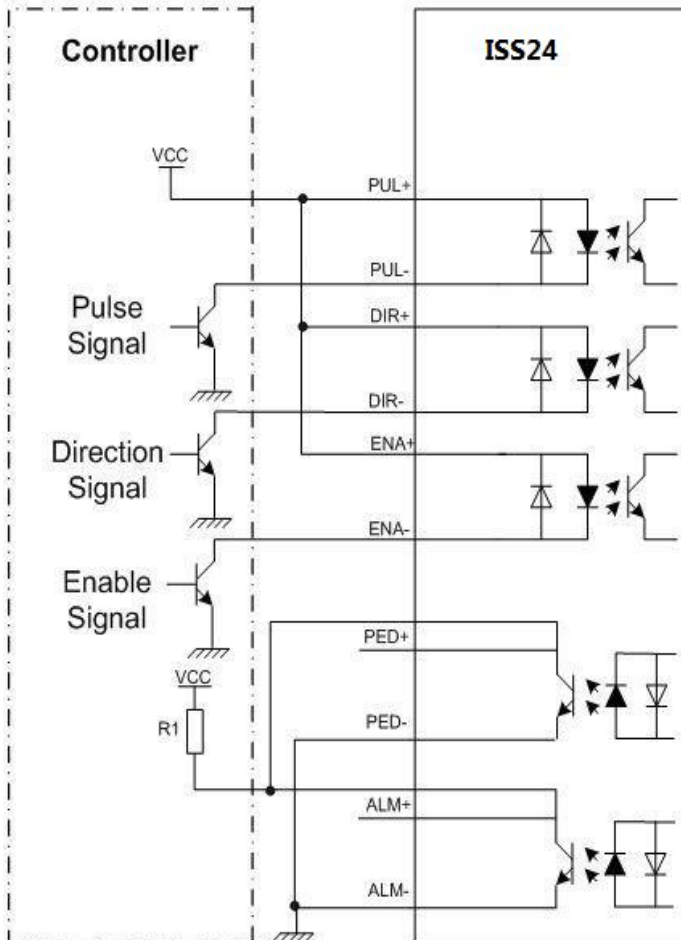 Controller
ISS24
VCC
PUL+
PUL-
Pulse
Signal
DIR+
DIR-
Direction
Signal
ENA+
ENA-
Enable
Signal
PED+
VCC
R1
PED-
ALM+
ALM-